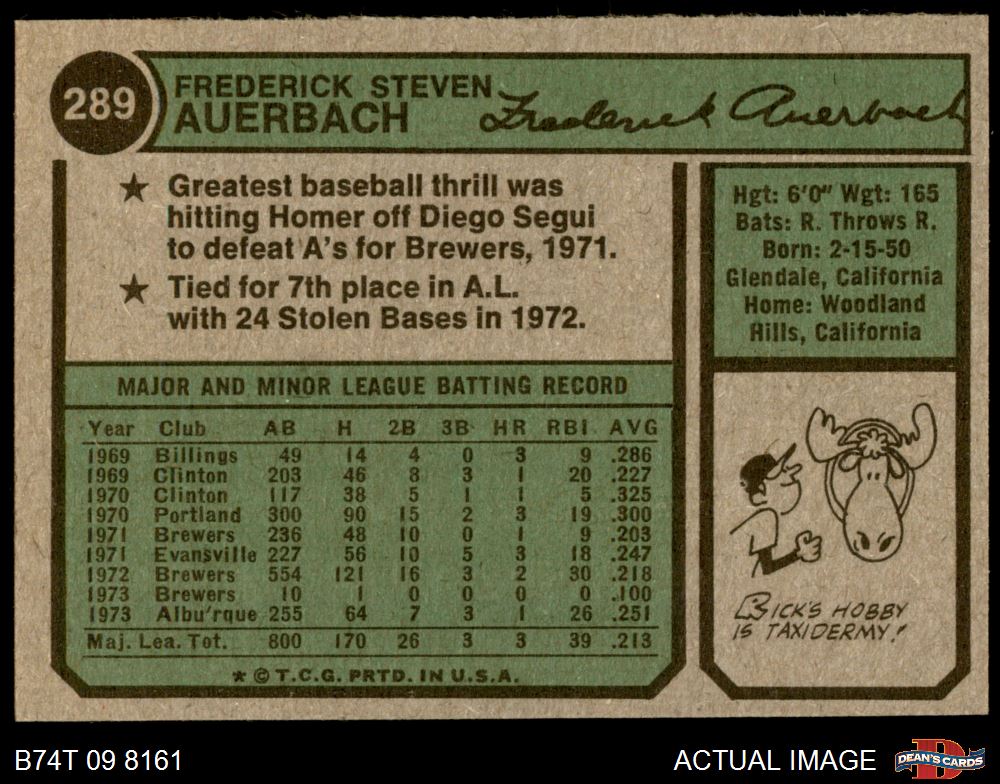 289
FREDERICK STEVEN
AUERBACH
Frederick Auerbach
★ Greatest baseball thrill was
hitting Homer off Diego Segui
to defeat A's for Brewers, 1971.
★ Tied for 7th place in A.L.
with 24 Stolen Bases in 1972.
Hgt: 6'0" Wgt: 165
Bats: R. Throws R.
Born: 2-15-50
Glendale, California
Home: Woodland
Hills, California
MAJOR AND MINOR LEAGUE BATTING RECORD
Year Club AB H 2B 3B HR RBI AVG
1969 Billings 49 14 4 0 3 9 .286
1969 Clinton 203 46 8 3 1 20 .227
1970 Clinton 117 38 5 1 1 5 .325
1970 Portland 300 90 15 2 3 19 .300
1971 Brewers 236 48 10 0 1 9 .203
1971 Evansville 227 56 10 5 3 18 .247
1972 Brewers 554 121 16 3 2 30 .218
1973 Brewers 10 1 0 0 0 0 .100
1973 Albu'rque 255 64 7 3 1 26 .251
Maj. Lea. Tot. 800 170 26 3 3 39 .213
* © T.C.G. PRTD. IN U.S.A.
RICK'S HOBBY
IS TAXIDERMY!
B74T 09 8161
ACTUAL IMAGE
D
DEAN'S CARDS